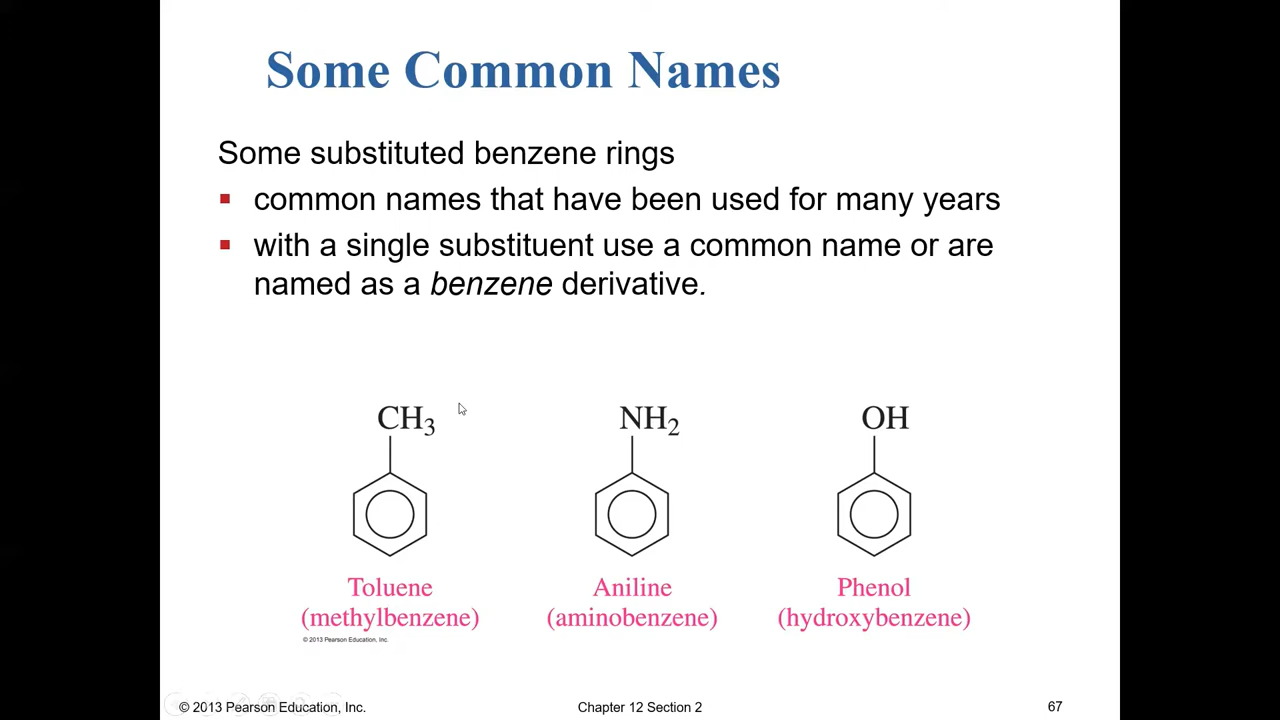 Some Common Names
Some substituted benzene rings
▪ common names that have been used for many years
▪ with a single substituent use a common name or are
named as a benzene derivative.
CH₃ NH₂ OH
Toluene Aniline Phenol
(methylbenzene) (aminobenzene) (hydroxybenzene)
© 2013 Pearson Education, Inc.
© 2013 Pearson Education, Inc. Chapter 12 Section 2 67